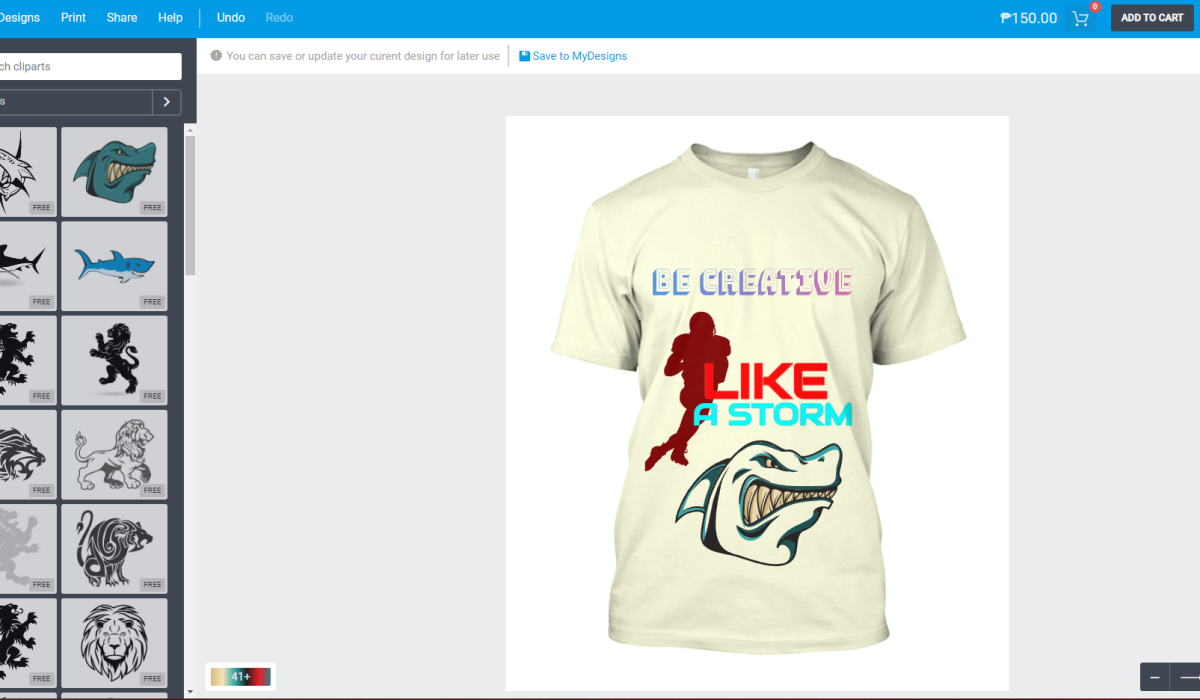 Designs Print Share Help Undo Redo ₱150.00 0 ADD TO CART
ch cliparts
You can save or update your curent design for later use Save to MyDesigns
s
FREE FREE
FREE FREE
FREE FREE
FREE FREE
FREE FREE
FREE FREE
BE CREATIVE
LIKE
A STORM
41+